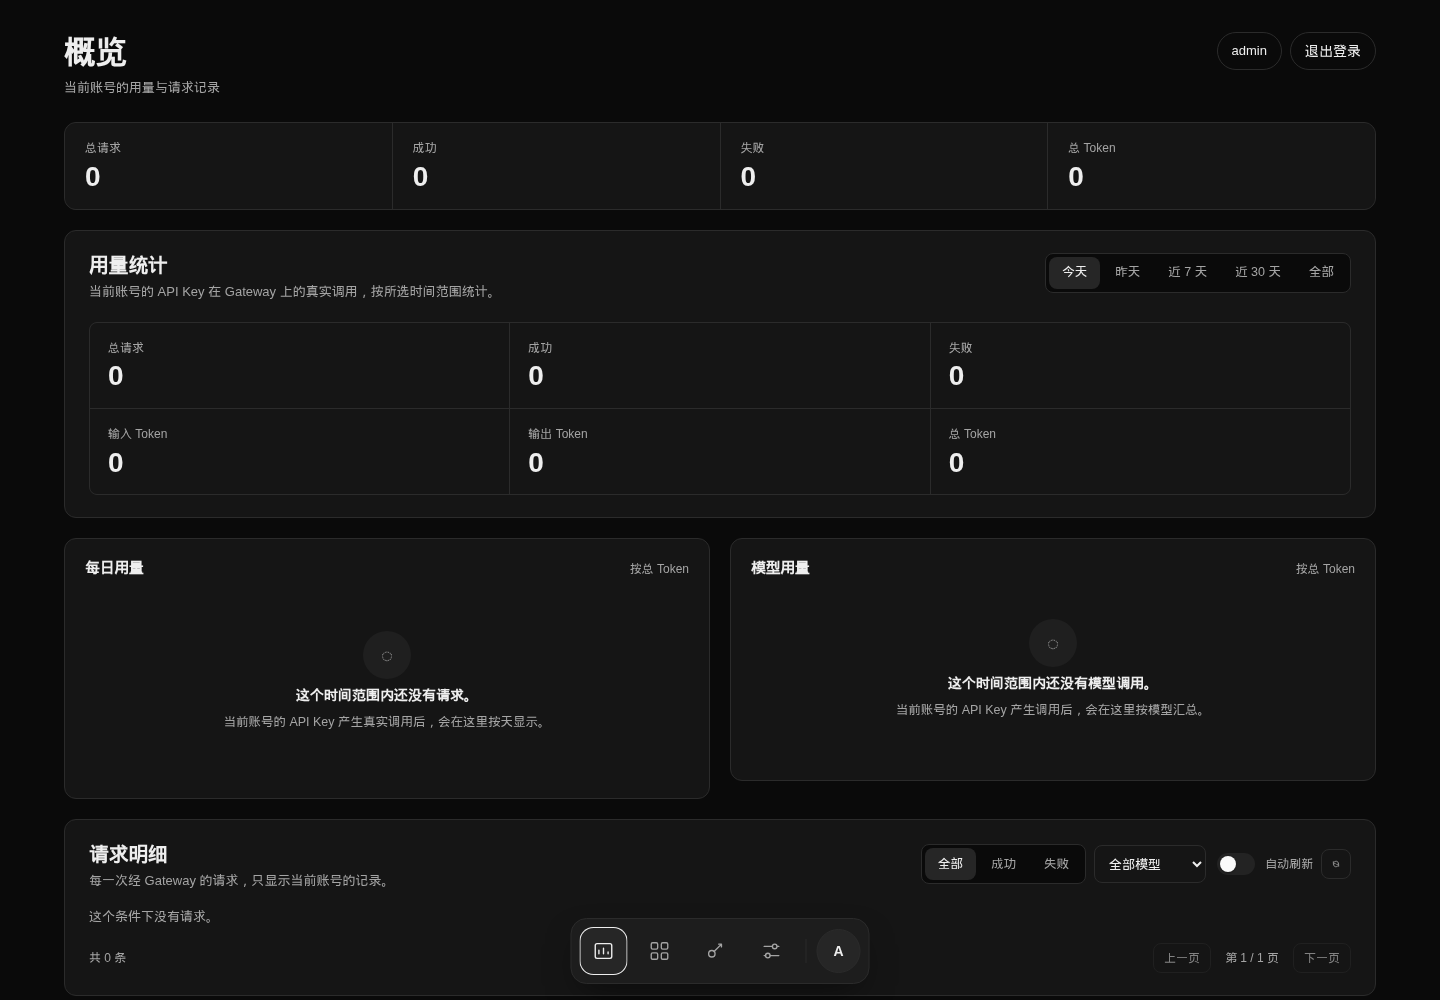 概览
当前账号的用量与请求记录
admin
退出登录
总请求
0
成功
0
失败
0
总 Token
0
用量统计
当前账号的 API Key 在 Gateway 上的真实调用，按所选时间范围统计。
今天
昨天
近 7 天
近 30 天
全部
总请求
0
成功
0
失败
0
输入 Token
0
输出 Token
0
总 Token
0
每日用量
按总 Token
这个时间范围内还没有请求。
当前账号的 API Key 产生真实调用后，会在这里按天显示。
模型用量
按总 Token
这个时间范围内还没有模型调用。
当前账号的 API Key 产生调用后，会在这里按模型汇总。
请求明细
每一次经 Gateway 的请求，只显示当前账号的记录。
全部
成功
失败
全部模型
自动刷新
这个条件下没有请求。
共 0 条
A
上一页
第 1 / 1 页
下一页